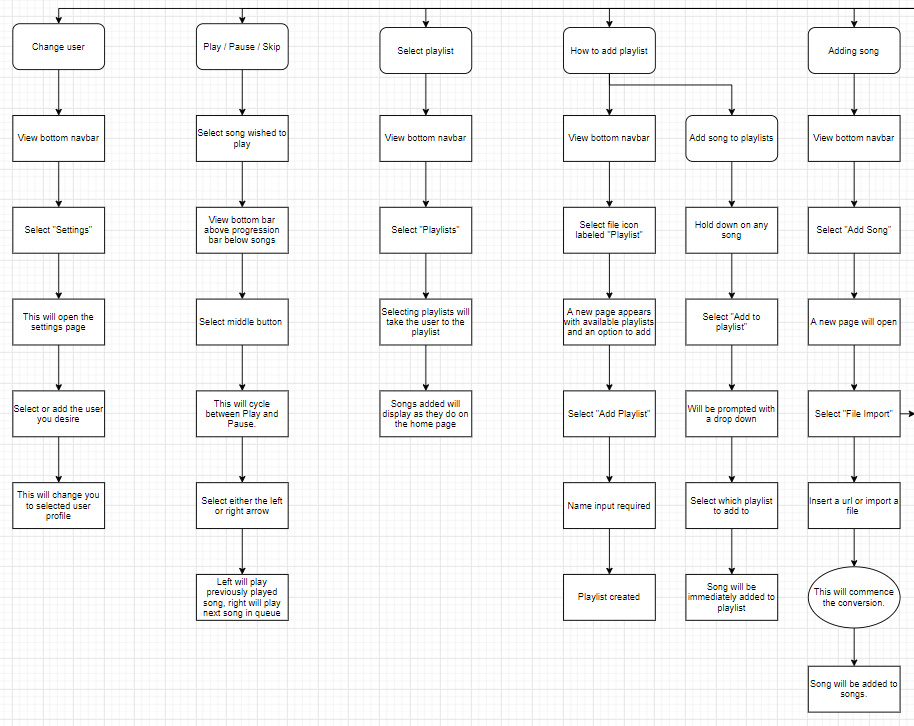 Change user
View bottom navbar
Select "Settings"
This will open the
settings page
Select or add the user
you desire
This will change you
to selected user
profile
Play / Pause / Skip
Select song wished to
play
View bottom bar
above progression
bar below songs
Select middle button
This will cycle
between Play and
Pause.
Select either the left
or right arrow
Left will play
previously played
song, right will play
next song in queue
Select playlist
View bottom navbar
Select "Playlists"
Selecting playlists will
take the user to the
playlist
Songs added will
display as they do on
the home page
How to add playlist
View bottom navbar
Select file icon
labeled "Playlist"
A new page appears
with available playlists
and an option to add
Select "Add Playlist"
Name input required
Playlist created
Add song to playlists
Hold down on any
song
Select "Add to
playlist"
Will be prompted with
a drop down
Select which playlist
to add to
Song will be
immediately added to
playlist
Adding song
View bottom navbar
Select "Add Song"
A new page will open
Select "File Import"
Insert a url or import a
file
This will commence
the conversion.
Song will be added to
songs.